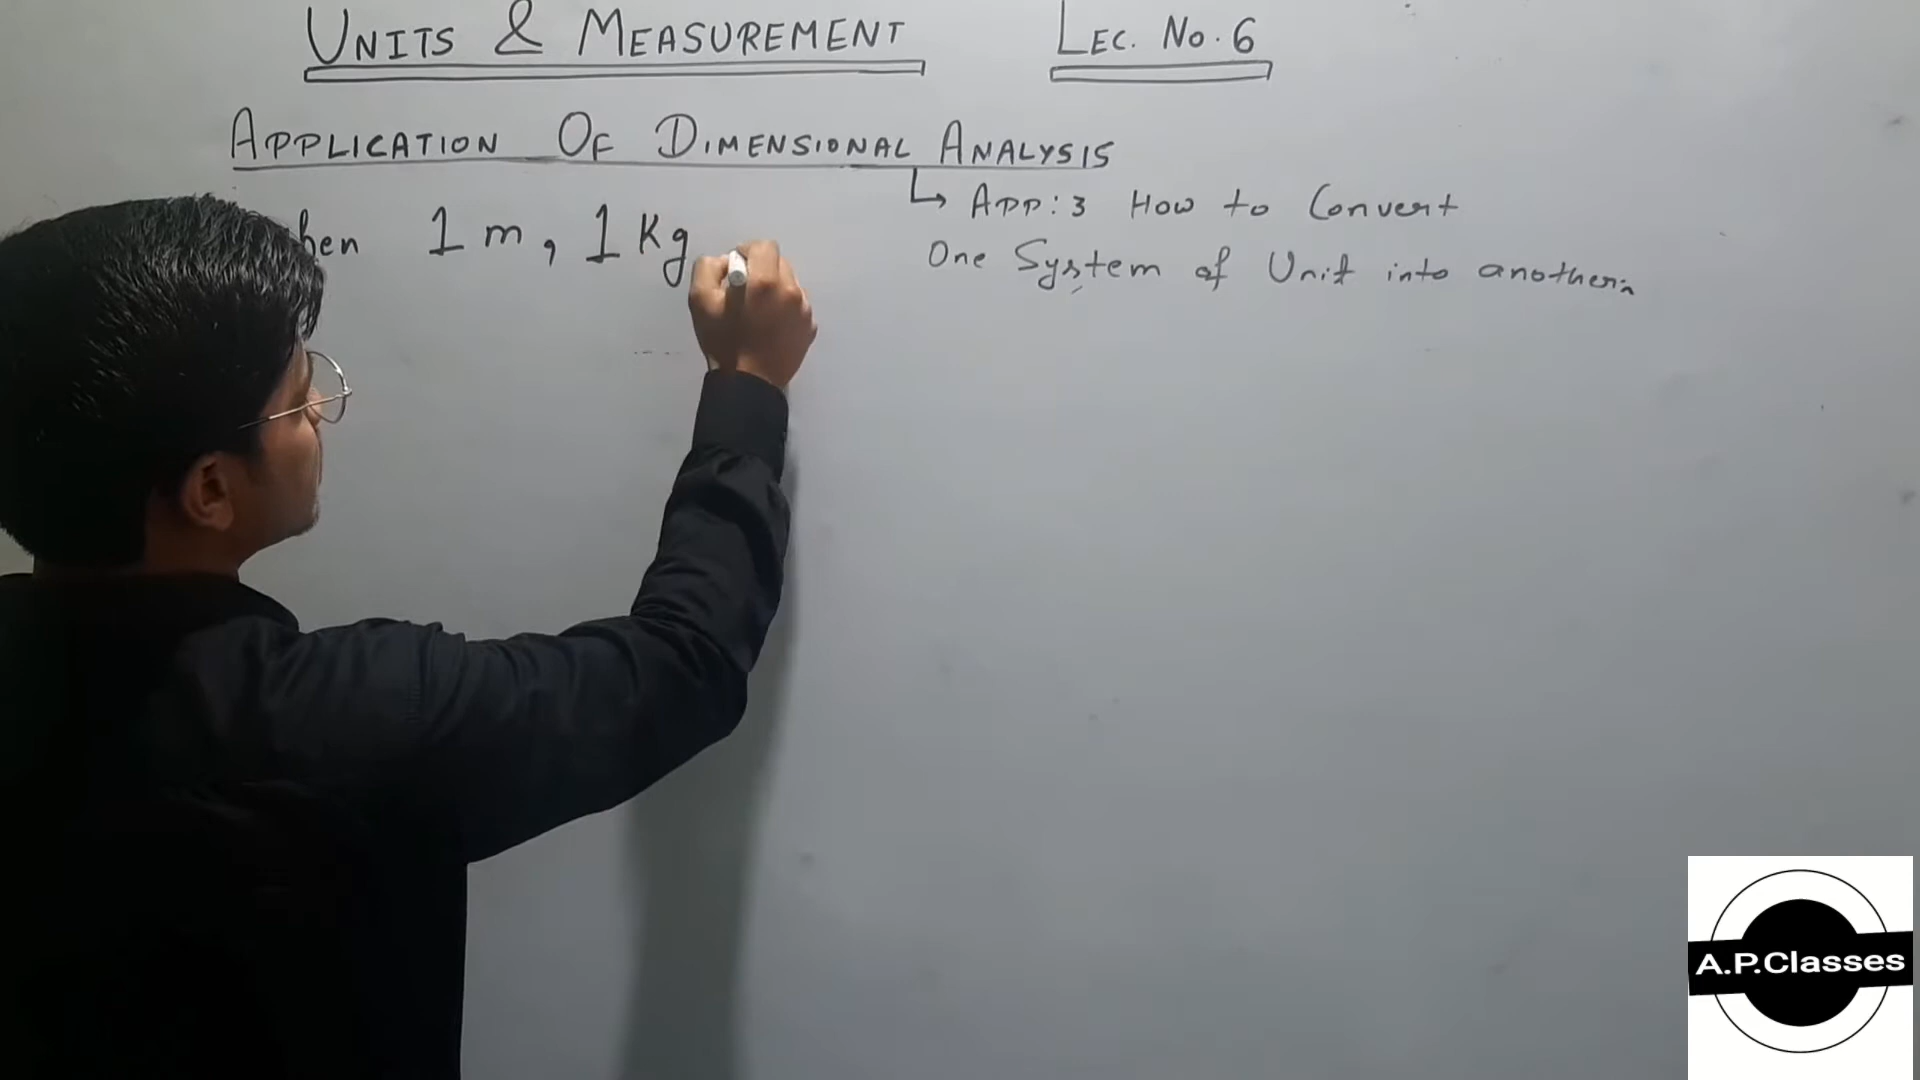 UNITS & MEASUREMENT LEC. No. 6
APPLICATION OF DIMENSIONAL ANALYSIS
↳ APP: 3 How to Convert
One System of Unit into another:-
1 m, 1 Kg
A.P.Classes